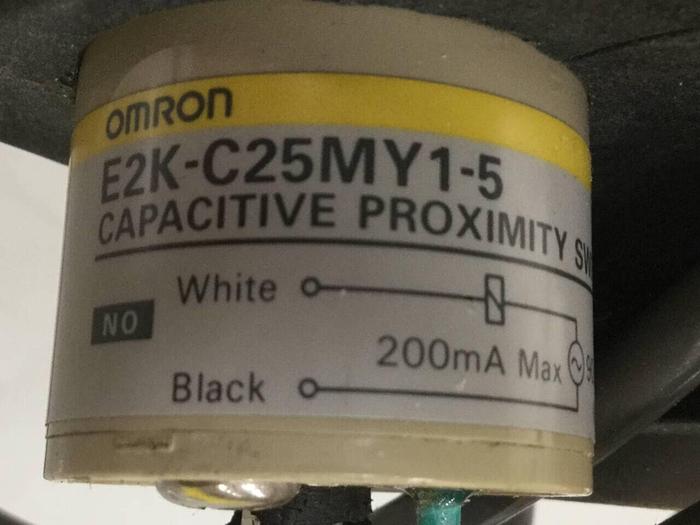 OMRON
E2K-C25MY1-5
CAPACITIVE PROXIMITY
White
NO
200mA Max
Black